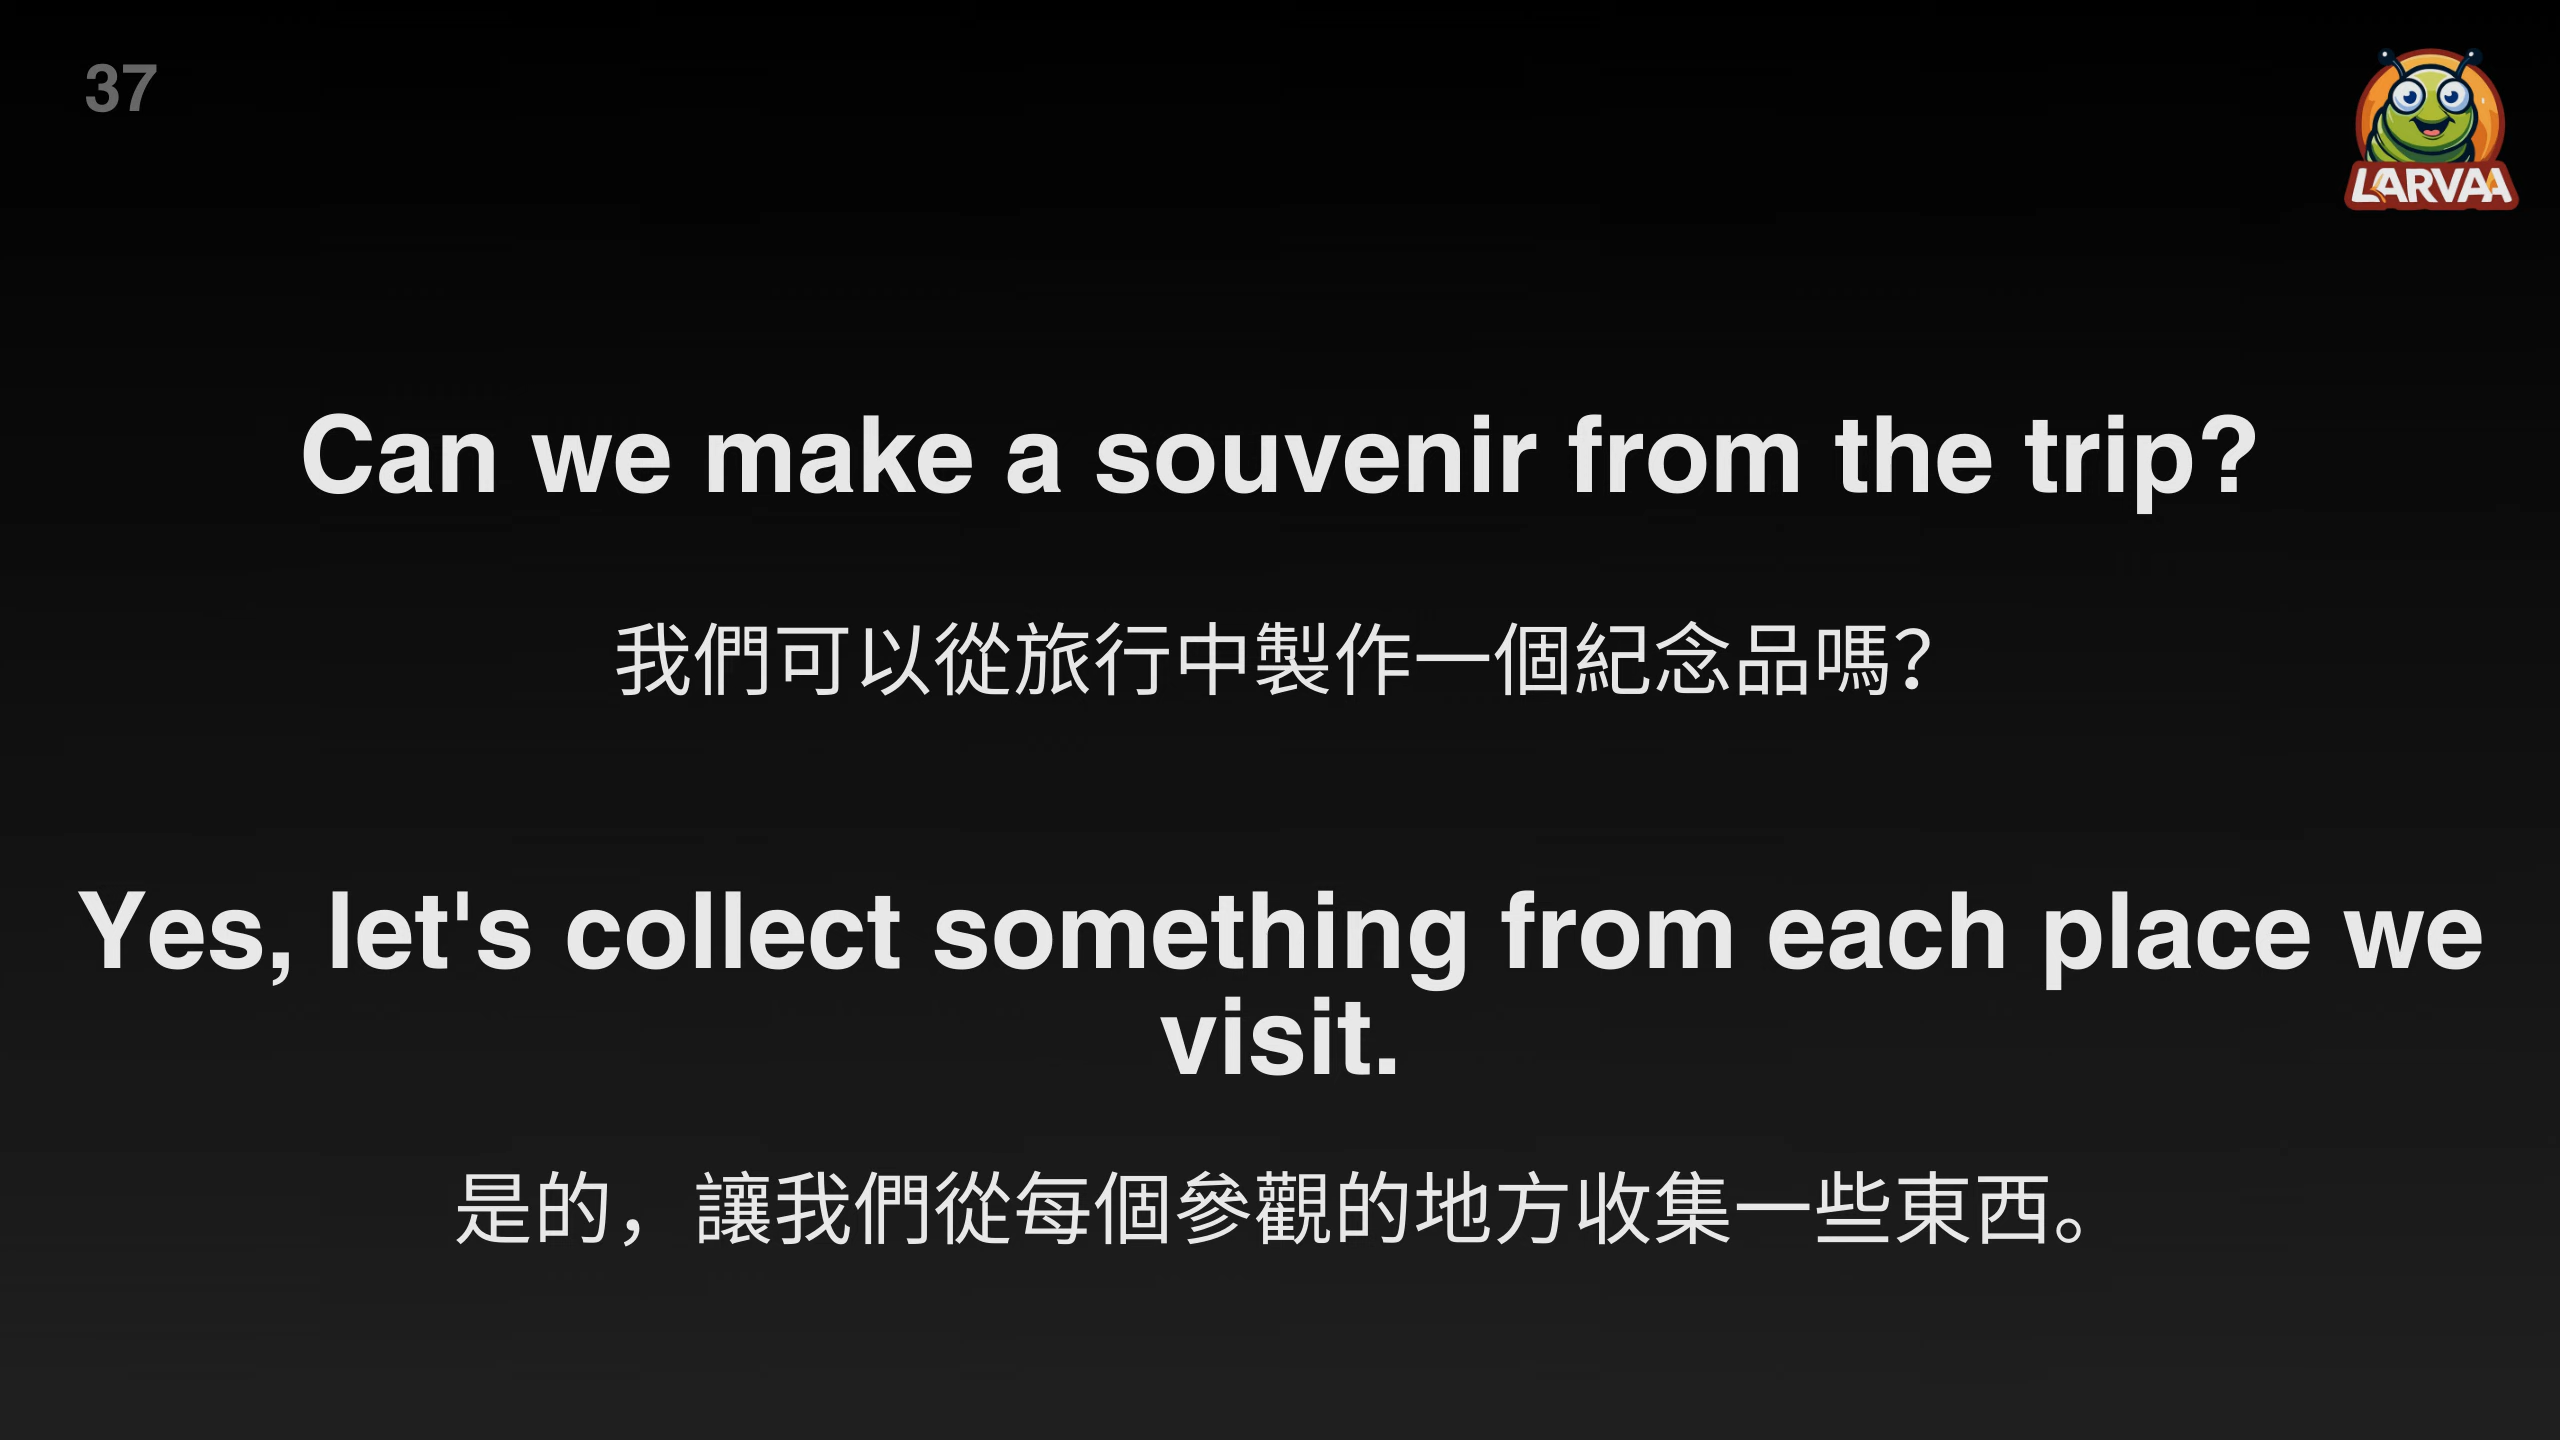 37
LARVAA
Can we make a souvenir from the trip?
我們可以從旅行中製作一個紀念品嗎?
Yes, let's collect something from each place we
visit.
是的，讓我們從每個參觀的地方收集一些東西。